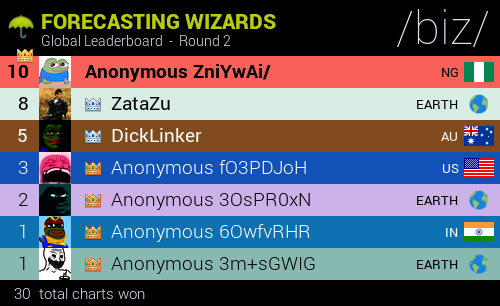 FORECASTING WIZARDS
Global Leaderboard - Round 2
/biz/
10 Anonymous ZniYwAi/ NG
8 ZataZu EARTH
5 DickLinker AU
3 Anonymous fO3PDJoH US
2 Anonymous 3OsPR0xN EARTH
1 Anonymous 6OwfvRHR IN
1 Anonymous 3m+sGWIG EARTH
30 total charts won